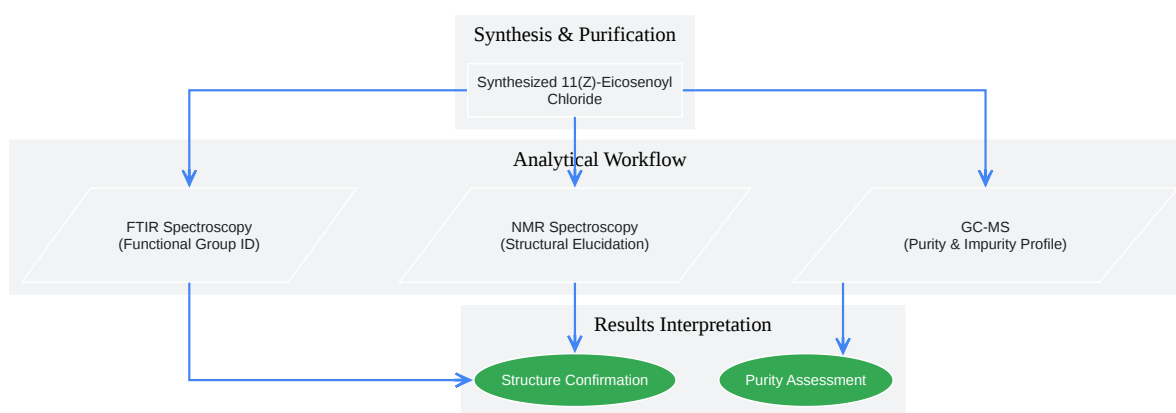 Synthesis & Purification
Synthesized 11(Z)-Eicosenoyl
Chloride
Analytical Workflow
FTIR Spectroscopy
(Functional Group ID)
NMR Spectroscopy
(Structural Elucidation)
GC-MS
(Purity & Impurity Profile)
Results Interpretation
Structure Confirmation
Purity Assessment